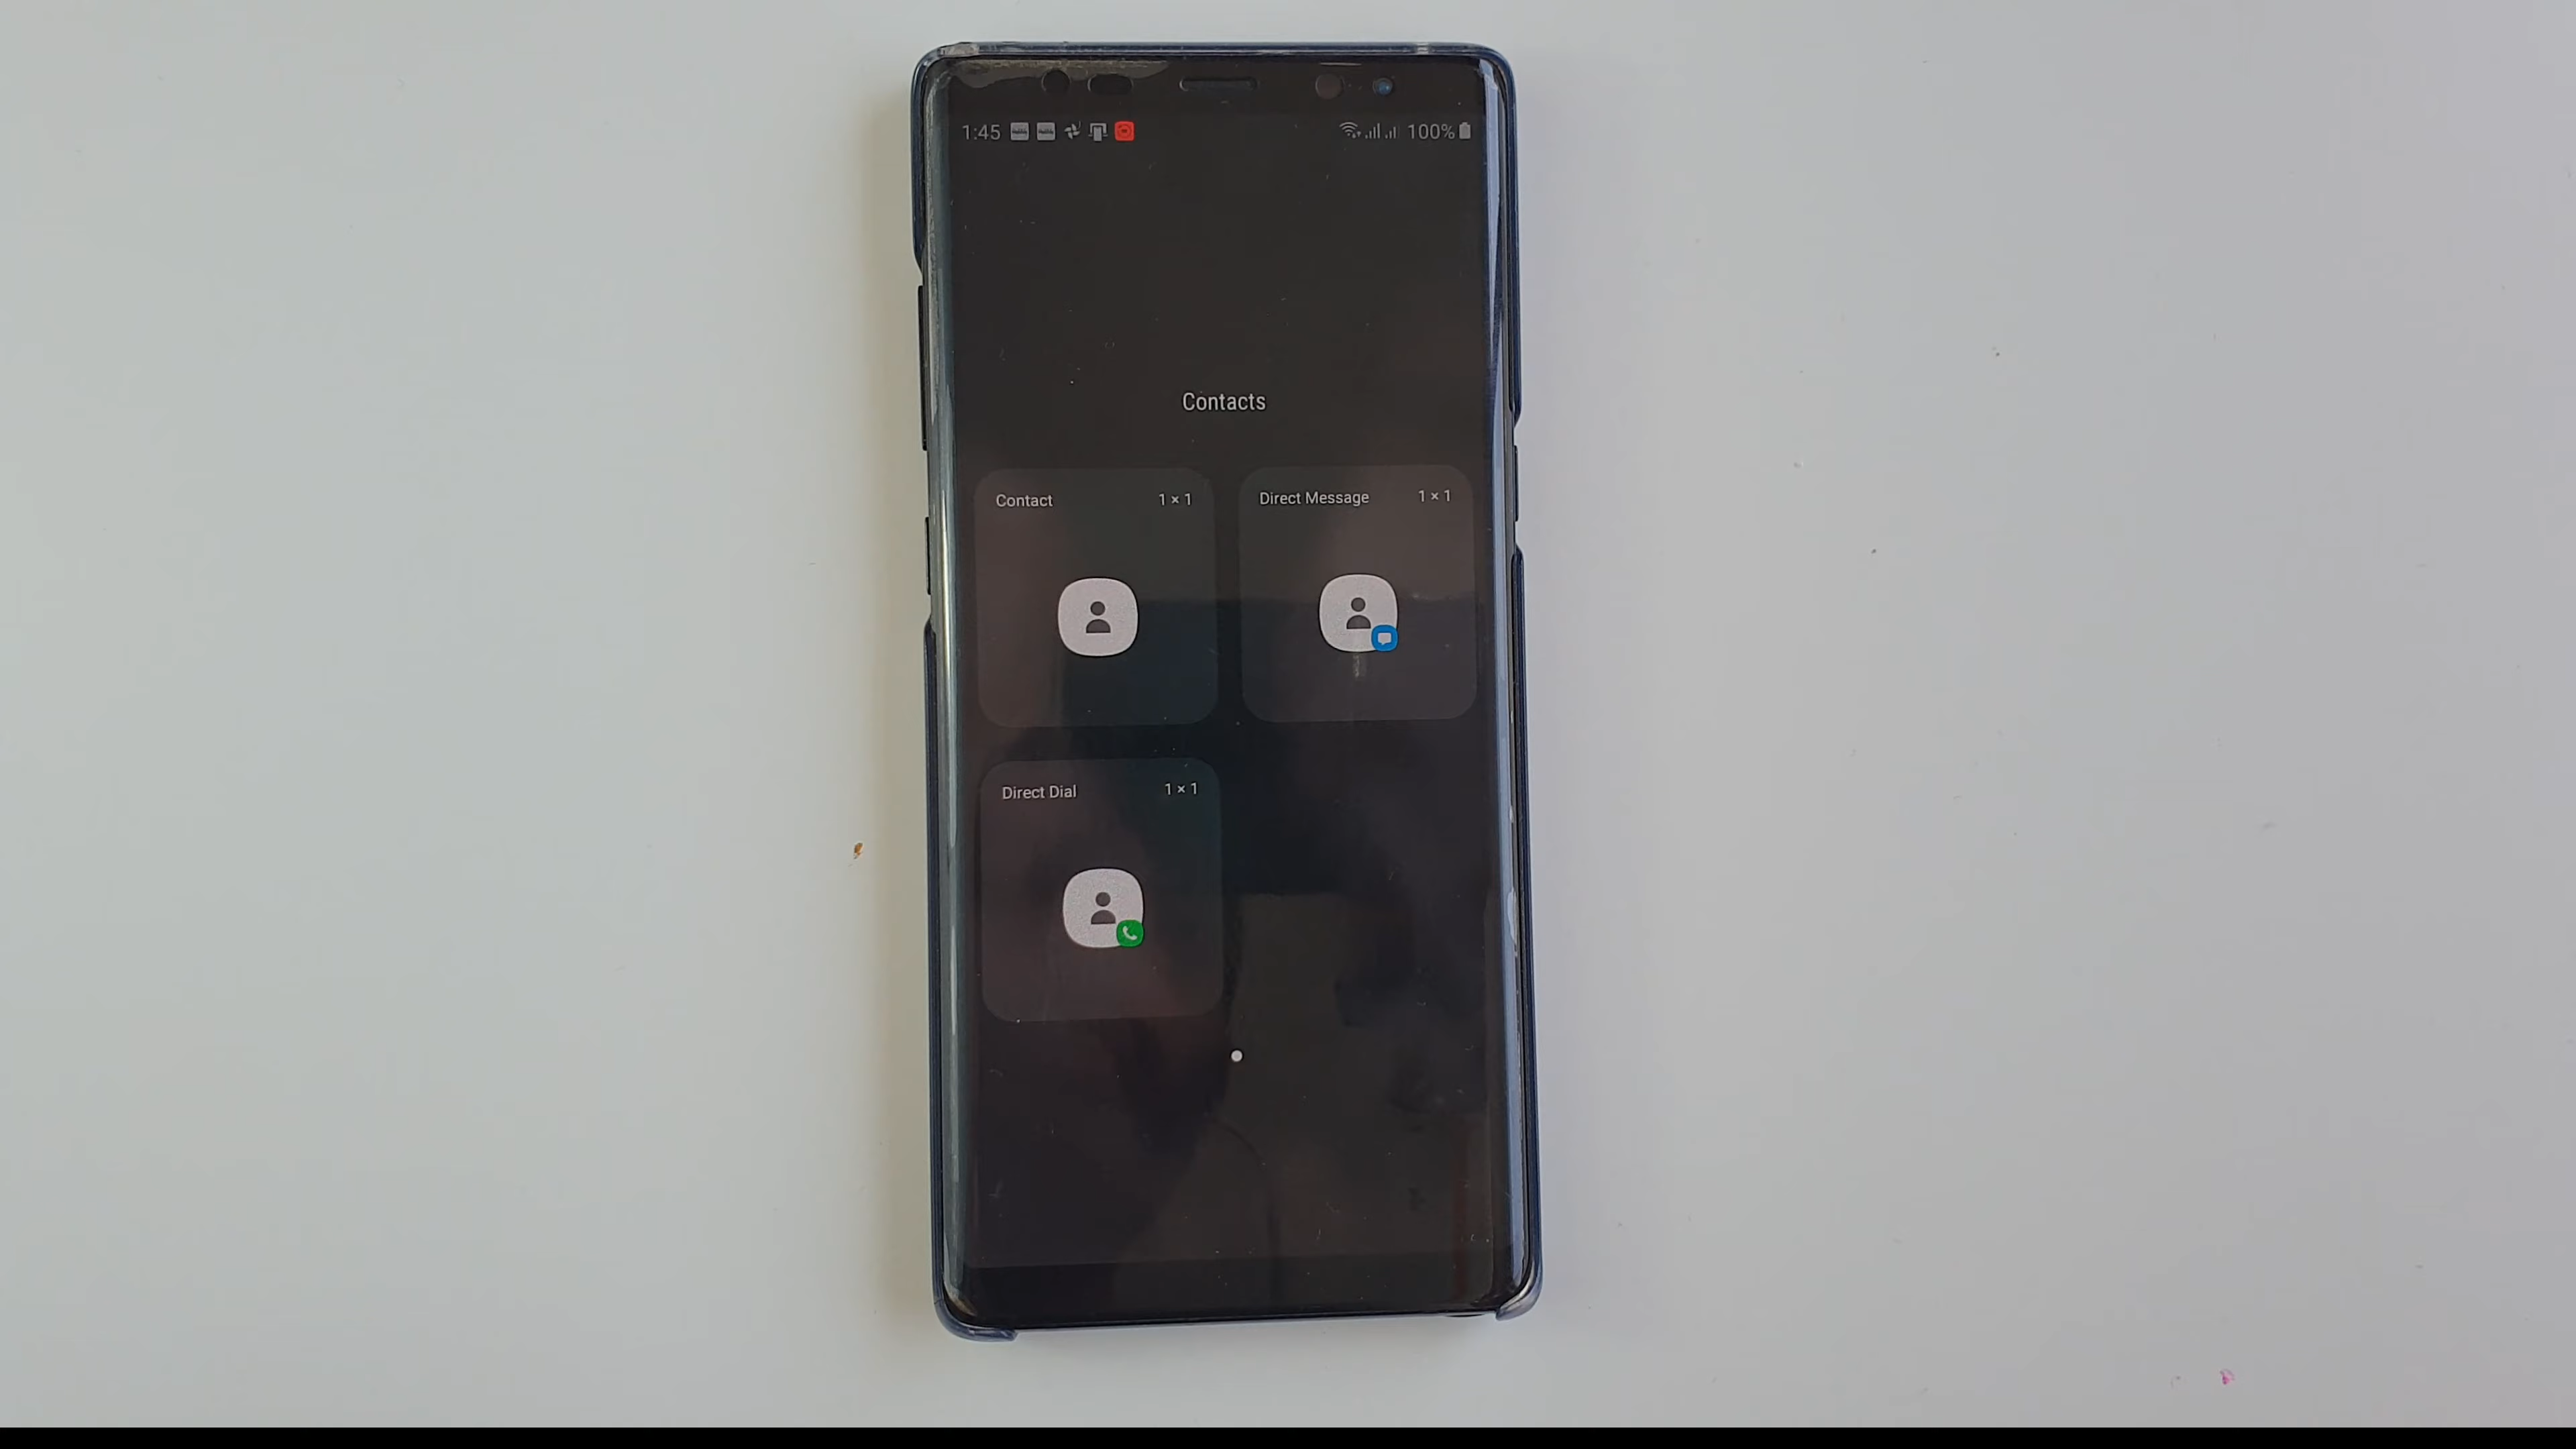 1:45 100%
Contacts
Contact 1 × 1
Direct Message 1 × 1
Direct Dial 1 × 1